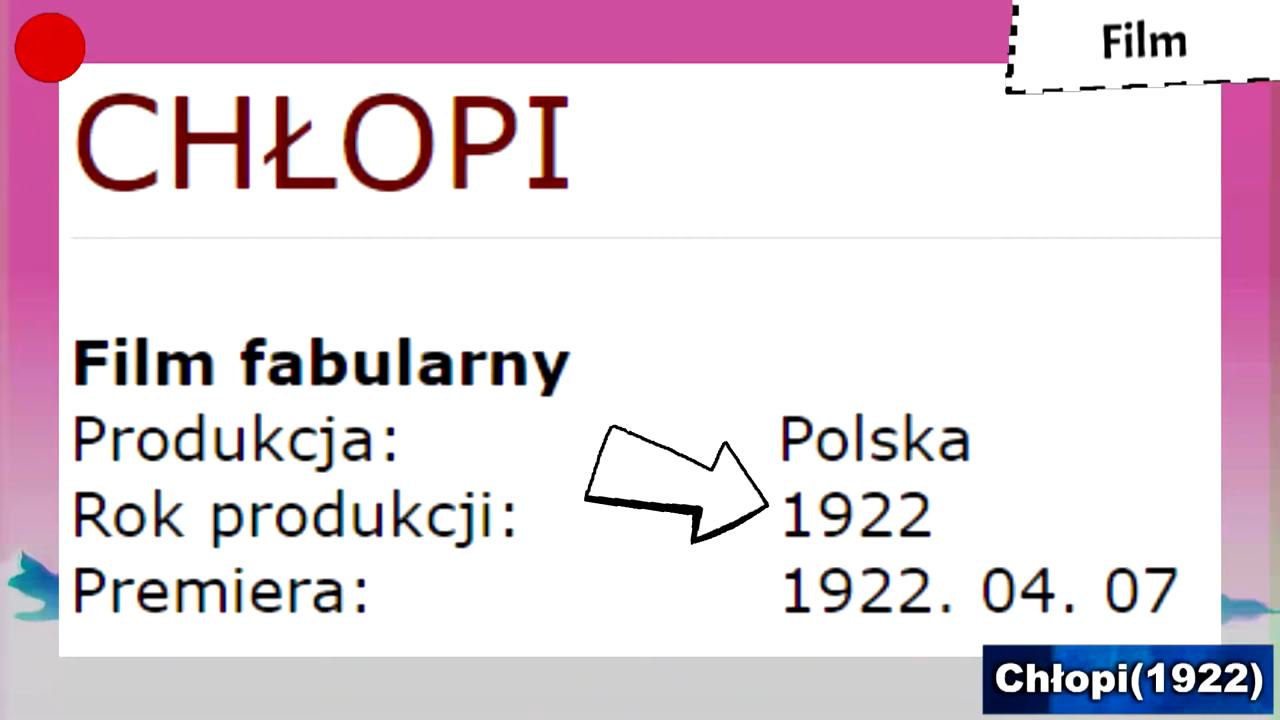 Film
CHŁOPI
Film fabularny
Produkcja: Polska
Rok produkcji: 1922
Premiera: 1922. 04. 07
Chłopi(1922)